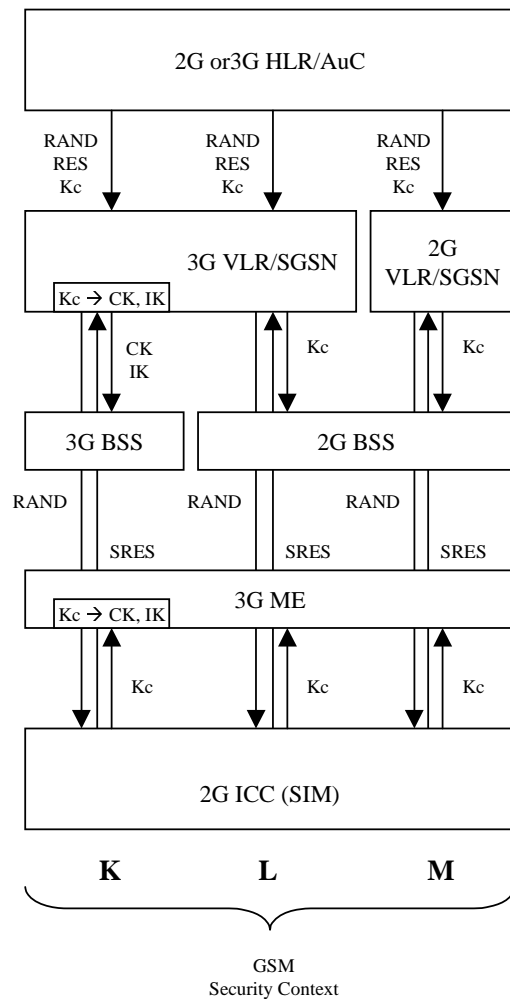 2G or3G HLR/AuC
RAND
RES
Kc
RAND
RES
Kc
RAND
RES
Kc
3G VLR/SGSN
Kc → CK, IK
2G
VLR/SGSN
CK
IK
Kc
Kc
3G BSS
2G BSS
RAND
RAND
RAND
SRES
SRES
SRES
3G ME
Kc → CK, IK
Kc
Kc
Kc
2G ICC (SIM)
K
L
M
GSM
Security Context